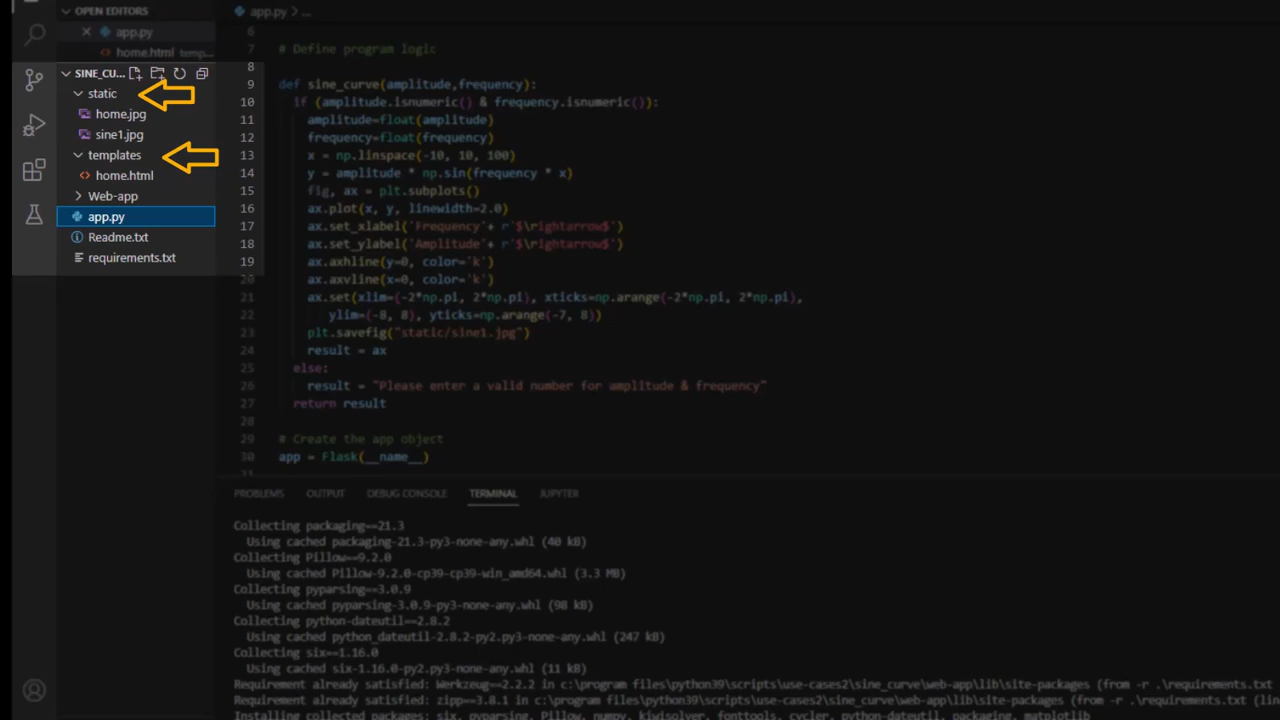 OPEN EDITORS
app.py
home.html temp...
SINE_CU...
static
home.jpg
sine1.jpg
templates
home.html
Web-app
app.py
Readme.txt
requirements.txt
app.py > ...
6
7 # Define program logic
8
9 def sine_curve(amplitude,frequency):
10 if (amplitude.isnumeric() & frequency.isnumeric()):
11 amplitude=float(amplitude)
12 frequency=float(frequency)
13 x = np.linspace(-10, 10, 100)
14 y = amplitude * np.sin(frequency * x)
15 fig, ax = plt.subplots()
16 ax.plot(x, y, linewidth=2.0)
17 ax.set_xlabel('Frequency'+ r'$\rightarrow$')
18 ax.set_ylabel('Amplitude'+ r'$\rightarrow$')
19 ax.axhline(y=0, color='k')
20 ax.axvline(x=0, color='k')
21 ax.set(xlim=(-2*np.pi, 2*np.pi), xticks=np.arange(-2*np.pi, 2*np.pi),
22 ylim=(-8, 8), yticks=np.arange(-7, 8))
23 plt.savefig("static/sine1.jpg")
24 result = ax
25 else:
26 result = "Please enter a valid number for amplitude & frequency"
27 return result
28
29 # Create the app object
30 app = Flask(__name__)
31
PROBLEMS OUTPUT DEBUG CONSOLE TERMINAL JUPYTER
Collecting packaging==21.3
Using cached packaging-21.3-py3-none-any.whl (40 kB)
Collecting Pillow==9.2.0
Using cached Pillow-9.2.0-cp39-cp39-win_amd64.whl (3.3 MB)
Collecting pyparsing==3.0.9
Using cached pyparsing-3.0.9-py3-none-any.whl (98 kB)
Collecting python-dateutil==2.8.2
Using cached python_dateutil-2.8.2-py2.py3-none-any.whl (247 kB)
Collecting six==1.16.0
Using cached six-1.16.0-py2.py3-none-any.whl (11 kB)
Requirement already satisfied: Werkzeug==2.2.2 in c:\program files\python39\scripts\use-cases2\sine_curve\web-app\lib\site-packages (from -r .\requirements.txt
Requirement already satisfied: zipp==3.8.1 in c:\program files\python39\scripts\use-cases2\sine_curve\web-app\lib\site-packages (from -r .\requirements.txt (li
Installing collected packages: six, pyparsing, Pillow, numpy, kiwisolver, fonttools, cycler, python-dateutil, packaging, matplotlib